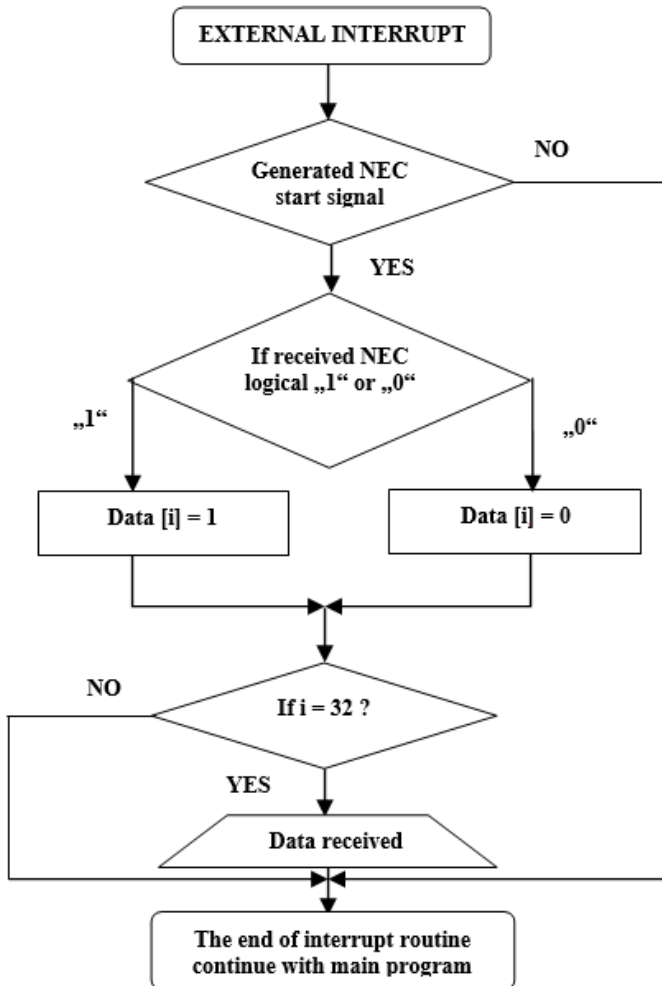 EXTERNAL INTERRUPT
NO
Generated NEC
start signal
YES
If received NEC
logical „1“ or „0“
„1“
„0“
Data [i] = 1
Data [i] = 0
NO
If i = 32 ?
YES
Data received
The end of interrupt routine
continue with main program